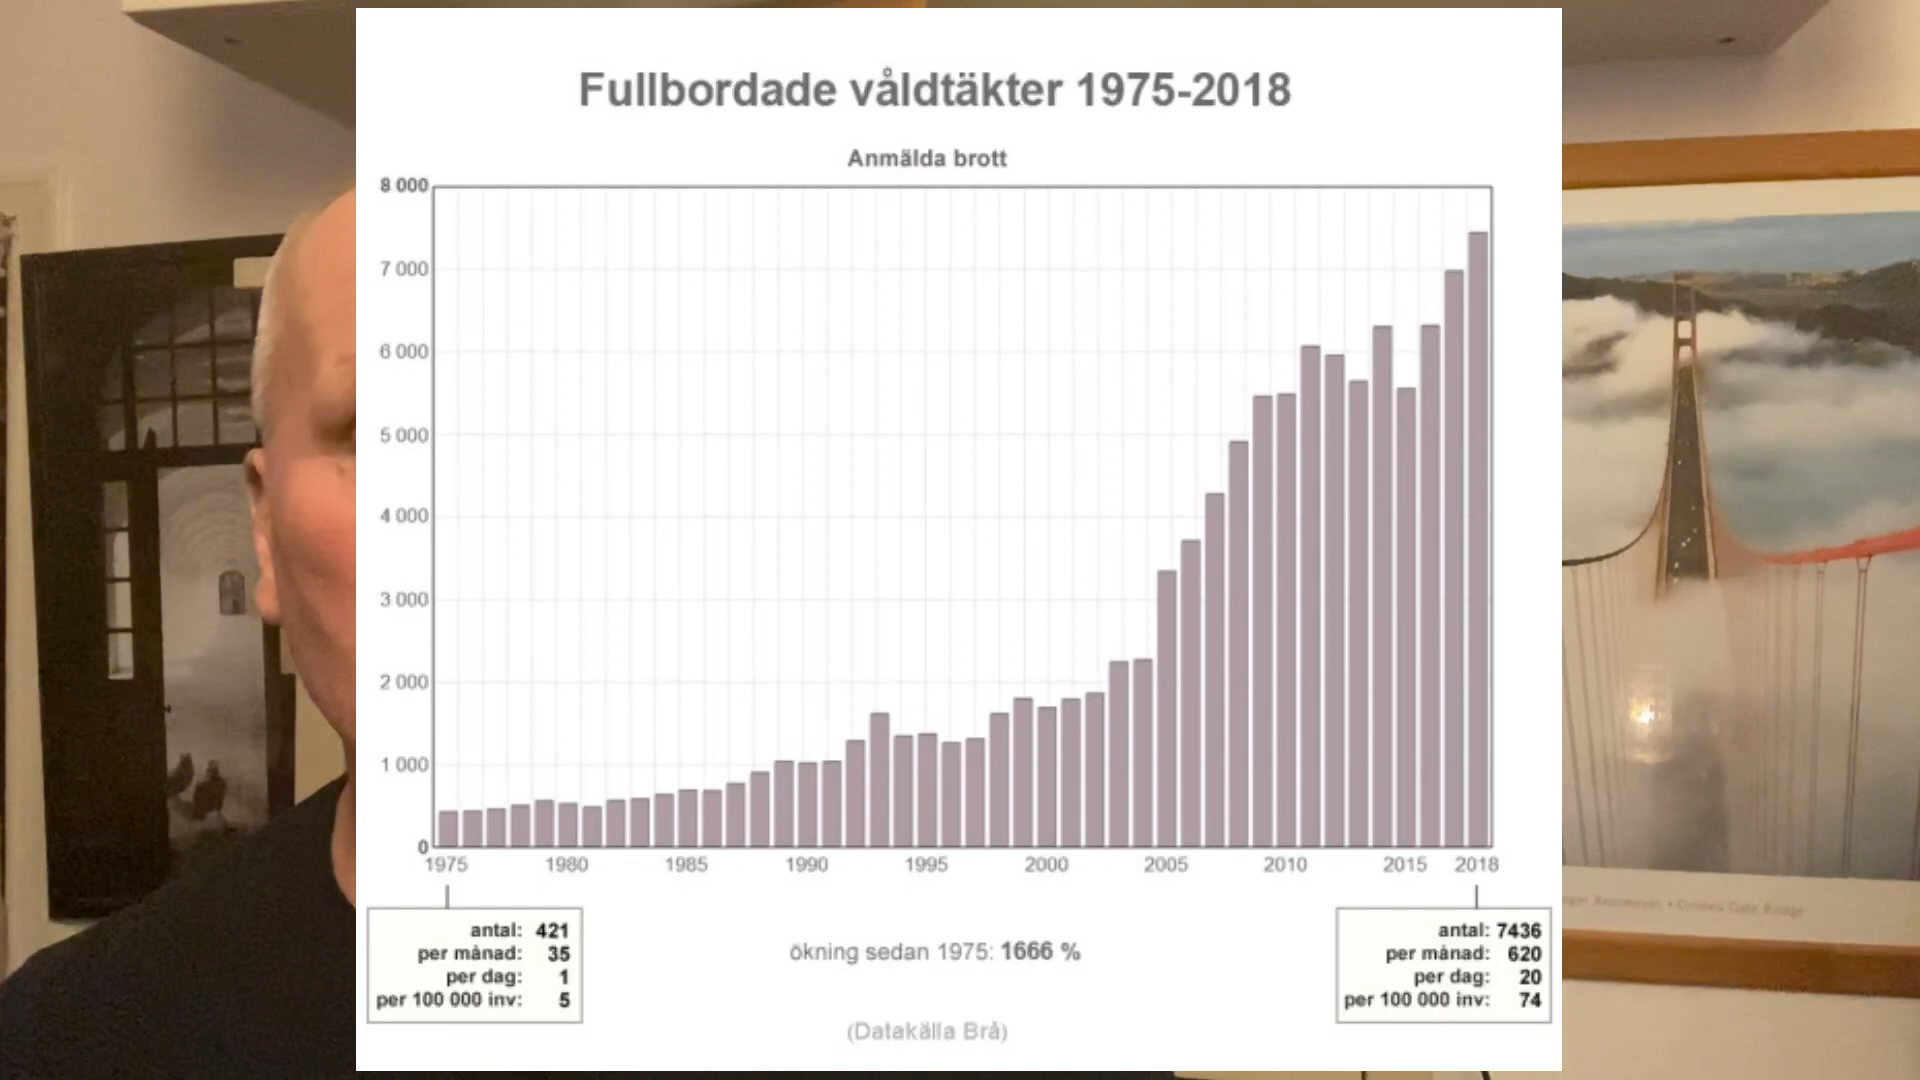 Fullbordade våldtäkter 1975-2018
Anmälda brott
8 000
7 000
6 000
5 000
4 000
3 000
2 000
1 000
0
1975 1980 1985 1990 1995 2000 2005 2010 2015 2018
antal: 421
per månad: 35
per dag: 1
per 100 000 inv: 5
ökning sedan 1975: 1666 %
antal: 7436
per månad: 620
per dag: 20
per 100 000 inv: 74
(Datakälla Brå)
Golden Gate Bridge